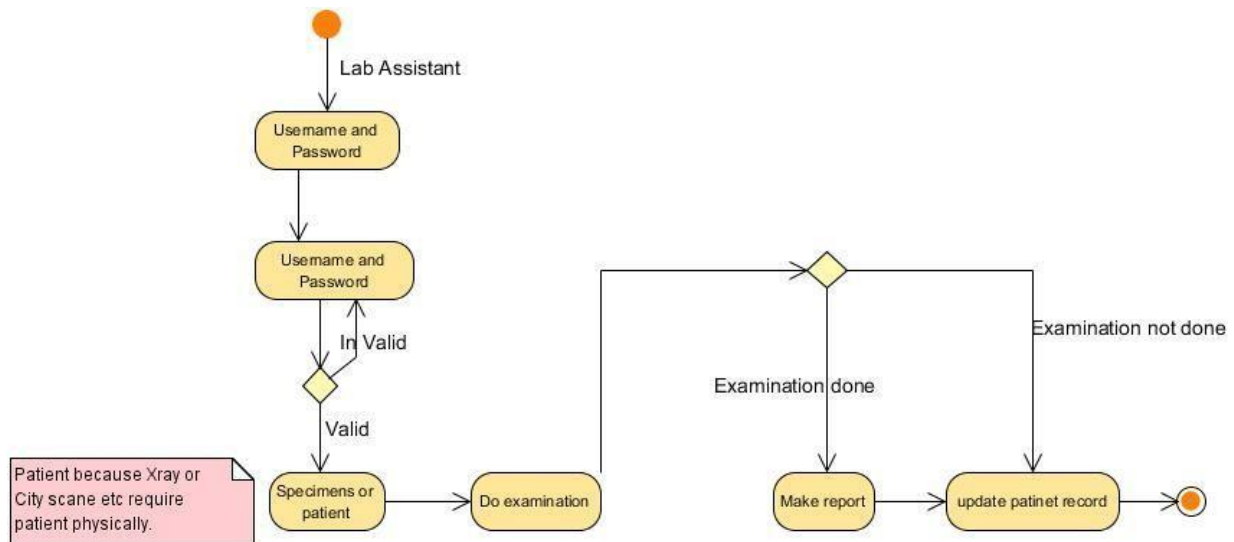 Lab Assistant
Username and
Password
Username and
Password
In Valid
Valid
Patient because Xray or
City scane etc require
patient physically.
Specimens or
patient
Do examination
Examination done
Examination not done
Make report
update patinet record